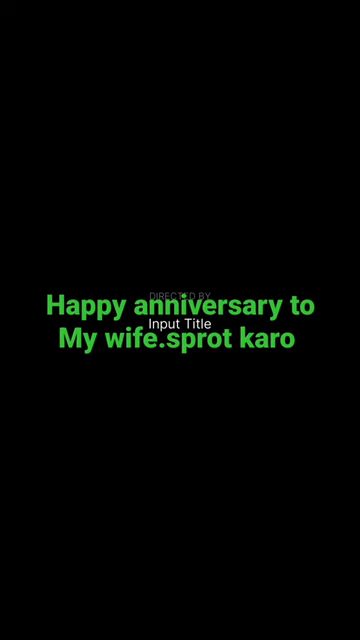 DIRECTED BY
Happy anniversary to
Input Title
My wife.sprot karo